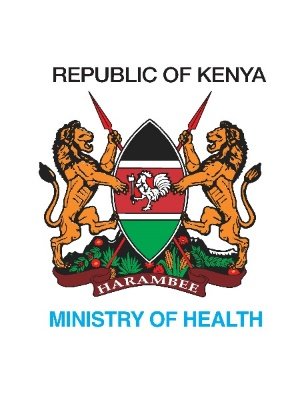 REPUBLIC OF KENYA
HARAMBEE
MINISTRY OF HEALTH